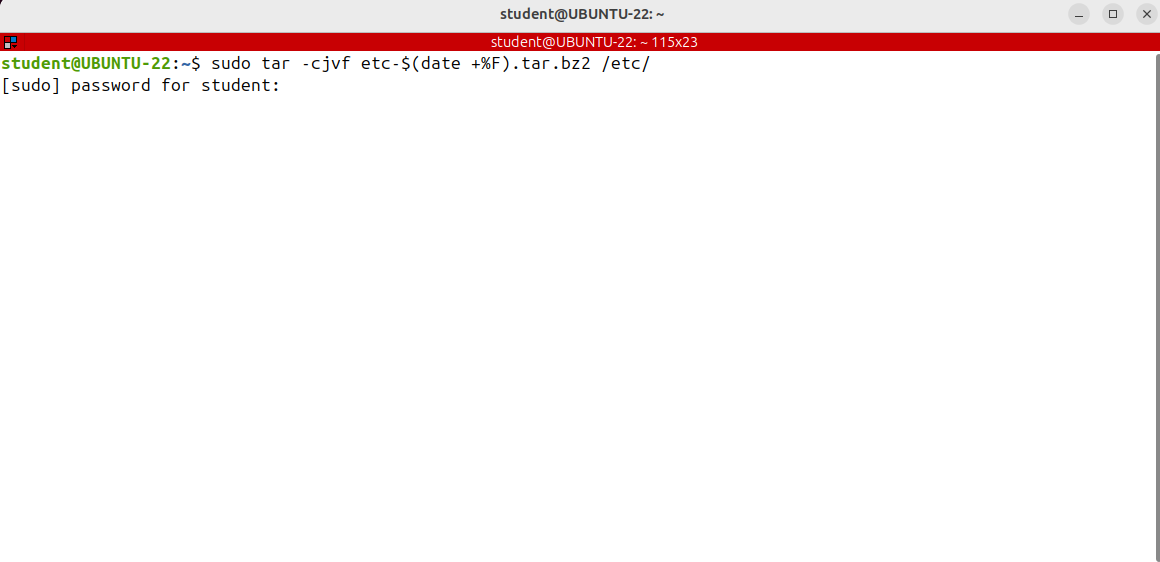 student@UBUNTU-22: ~
student@UBUNTU-22: ~ 115x23
student@UBUNTU-22:~$ sudo tar -cjvf etc-$(date +%F).tar.bz2 /etc/
[sudo] password for student: